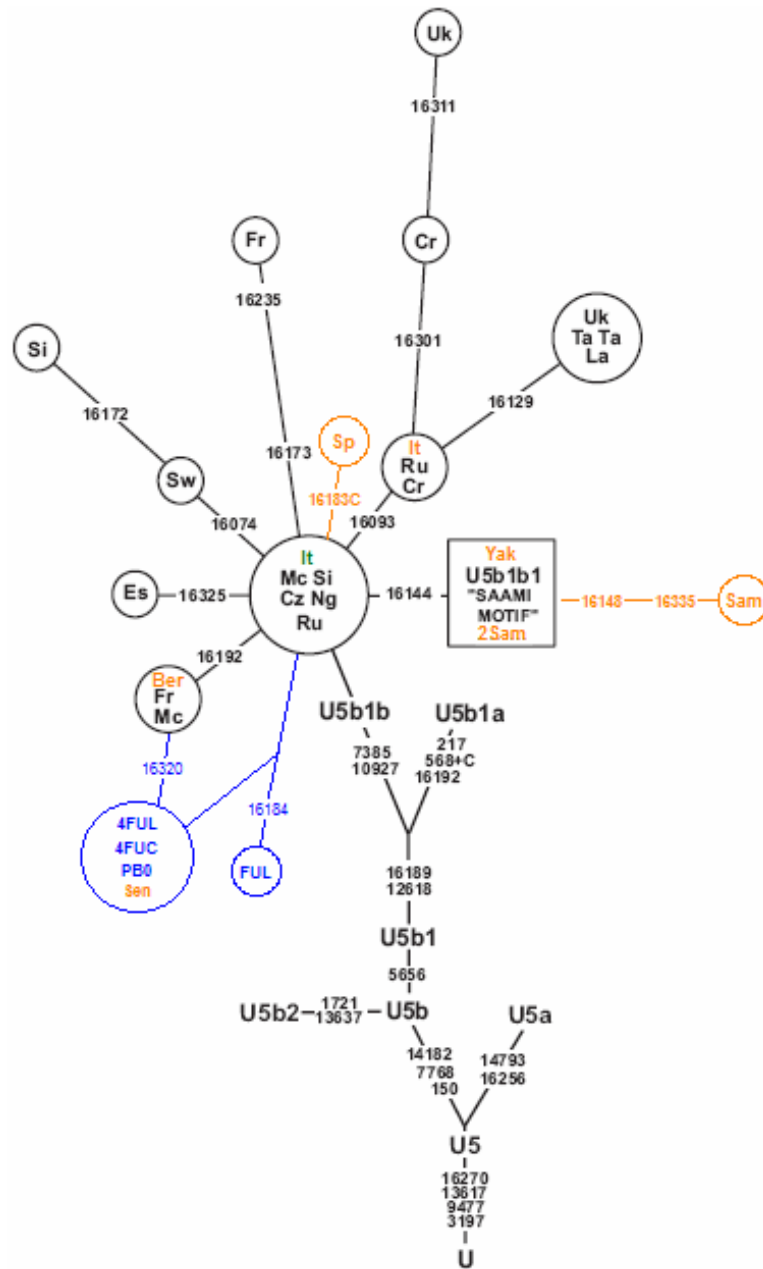 Uk
16311
Fr
Cr
16235
16301
Uk
Ta Ta
La
Si
16172
16129
Sp
16173
It
Ru
Cr
Sw
16183C
16093
16074
It
Mc Si
Cz Ng
Ru
Yak
U5b1b1
"SAAMI
MOTIF"
2Sam
Es
16325
16144
16148
16335
Sam
16192
Ber
Fr
Mc
U5b1b
U5b1a
7385
10927
217
568+C
16192
16320
16184
4FUL
4FUC
PB0
Sen
FUL
16189
12618
U5b1
5656
U5b2
1721
13637
U5b
U5a
14182
7768
150
14793
16256
U5
16270
13617
9477
3197
U